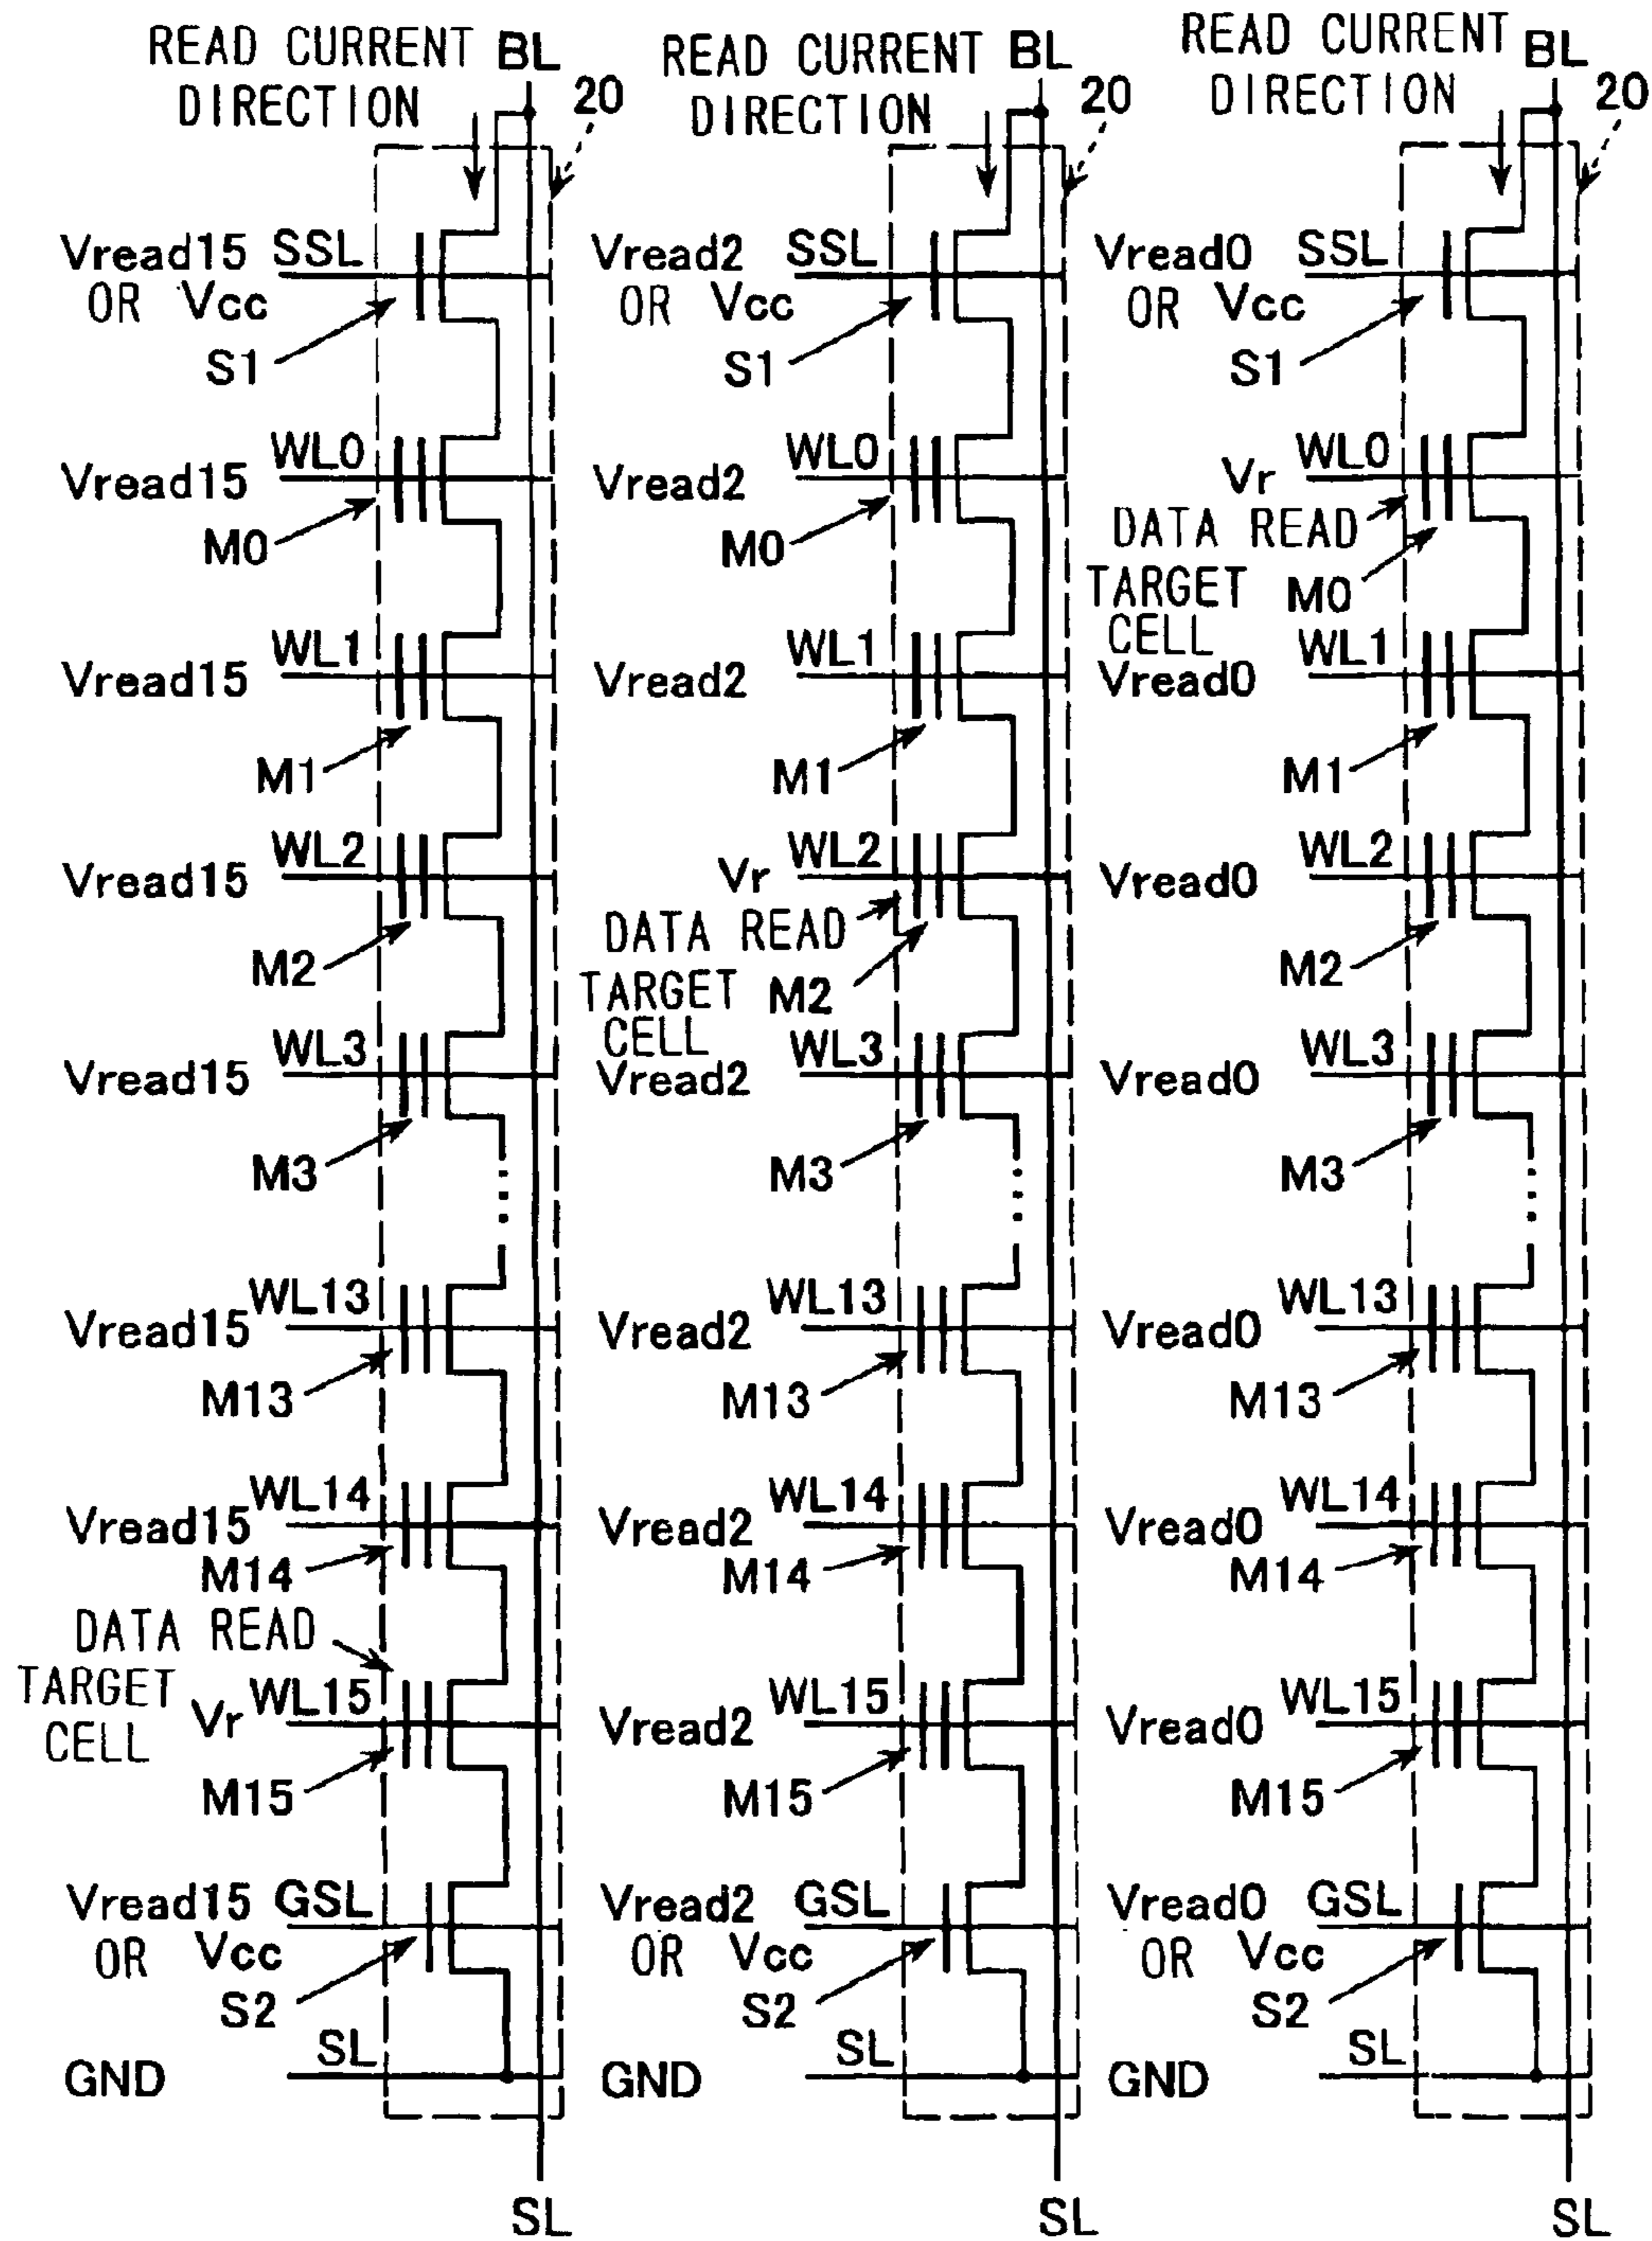 READ CURRENT BL
DIRECTION
20
Vread15 SSL
OR Vcc
S1
Vread15 WL0
M0
Vread15 WL1
M1
Vread15 WL2
M2
Vread15 WL3
M3
Vread15 WL13
M13
Vread15 WL14
M14
DATA READ
TARGET
CELL
Vr WL15
M15
Vread15 GSL
OR Vcc
S2
SL
GND
SL
READ CURRENT BL
DIRECTION
20
Vread2 SSL
OR Vcc
S1
Vread2 WL0
M0
Vread2 WL1
M1
Vr WL2
DATA READ
TARGET
CELL
M2
Vread2 WL3
M3
Vread2 WL13
M13
Vread2 WL14
M14
Vread2 WL15
M15
Vread2 GSL
OR Vcc
S2
SL
GND
SL
READ CURRENT BL
DIRECTION
20
Vread0 SSL
OR Vcc
S1
Vr WL0
DATA READ
TARGET
CELL
M0
Vread0 WL1
M1
Vread0 WL2
M2
Vread0 WL3
M3
Vread0 WL13
M13
Vread0 WL14
M14
Vread0 WL15
M15
Vread0 GSL
OR Vcc
S2
SL
GND
SL